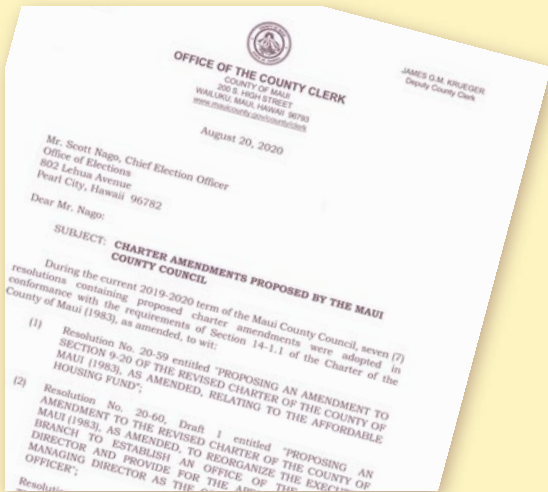 OFFICE OF THE COUNTY CLERK
COUNTY OF MAUI
200 S. HIGH STREET
WAILUKU, MAUI, HAWAII 96793
www.mauicounty.gov/county/clerk
JAMES G.M. KRUEGER
Deputy County Clerk
August 20, 2020
Mr. Scott Nago, Chief Election Officer
Office of Elections
802 Lehua Avenue
Pearl City, Hawaii 96782
Dear Mr. Nago:
SUBJECT: CHARTER AMENDMENTS PROPOSED BY THE MAUI
COUNTY COUNCIL
During the current 2019-2020 term of the Maui County Council, seven (7)
resolutions containing proposed charter amendments were adopted in
conformance with the requirements of Section 14-1.1 of the Charter of the
County of Maui (1983), as amended, to wit:
(1) Resolution No. 20-59 entitled "PROPOSING AN AMENDMENT TO
SECTION 9-20 OF THE REVISED CHARTER OF THE COUNTY OF
MAUI (1983), AS AMENDED, RELATING TO THE AFFORDABLE
HOUSING FUND";
(2) Resolution No. 20-60, Draft 1 entitled "PROPOSING AN
AMENDMENT TO THE REVISED CHARTER OF THE COUNTY OF
MAUI (1983), AS AMENDED, TO REORGANIZE THE EXECUTIVE
BRANCH TO ESTABLISH AN OFFICE OF THE
DIRECTOR AND PROVIDE FOR THE
MANAGING DIRECTOR AS THE
OFFICER";